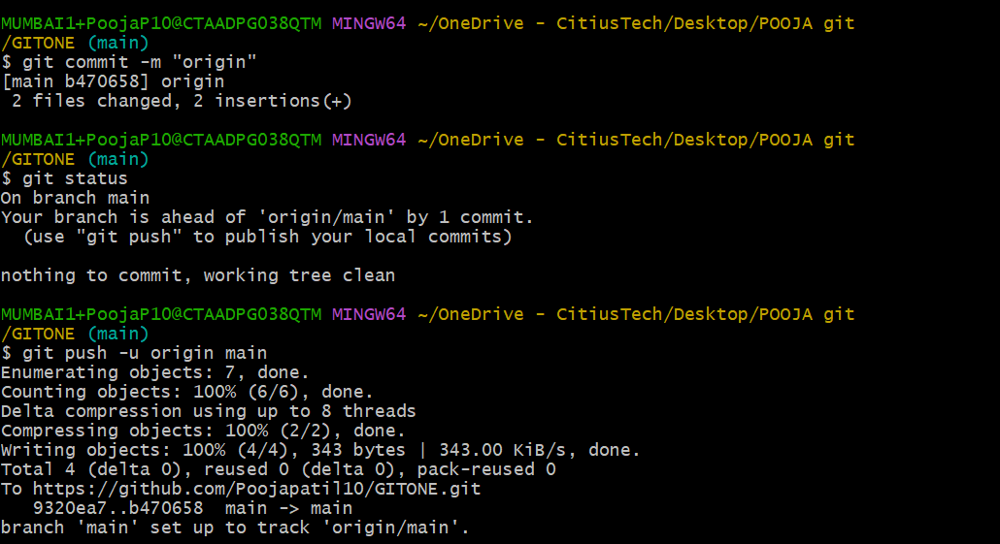 MUMBAI1+PoojaP10@CTAADPG038QTM MINGW64 ~/OneDrive - CitiusTech/Desktop/POOJA git
/GITONE (main)
$ git commit -m "origin"
[main b470658] origin
 2 files changed, 2 insertions(+)

MUMBAI1+PoojaP10@CTAADPG038QTM MINGW64 ~/OneDrive - CitiusTech/Desktop/POOJA git
/GITONE (main)
$ git status
On branch main
Your branch is ahead of 'origin/main' by 1 commit.
  (use "git push" to publish your local commits)

nothing to commit, working tree clean

MUMBAI1+PoojaP10@CTAADPG038QTM MINGW64 ~/OneDrive - CitiusTech/Desktop/POOJA git
/GITONE (main)
$ git push -u origin main
Enumerating objects: 7, done.
Counting objects: 100% (6/6), done.
Delta compression using up to 8 threads
Compressing objects: 100% (2/2), done.
Writing objects: 100% (4/4), 343 bytes | 343.00 KiB/s, done.
Total 4 (delta 0), reused 0 (delta 0), pack-reused 0
To https://github.com/Poojapatil10/GITONE.git
   9320ea7..b470658  main -> main
branch 'main' set up to track 'origin/main'.